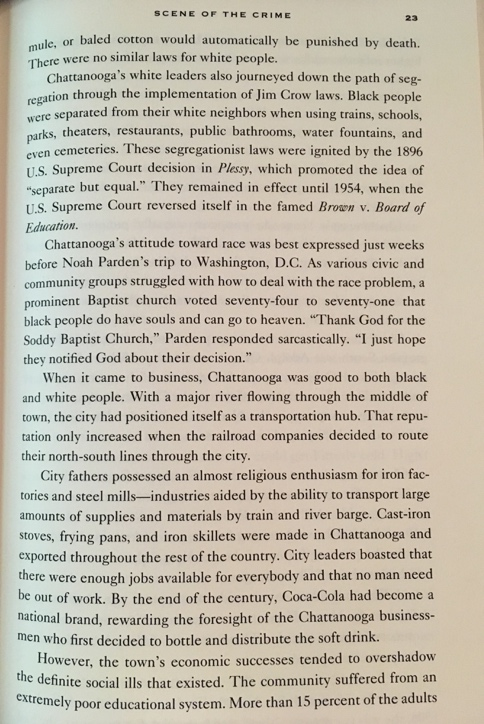 SCENE OF THE CRIME 23
mule, or baled cotton would automatically be punished by death.
There were no similar laws for white people.
Chattanooga's white leaders also journeyed down the path of seg-
regation through the implementation of Jim Crow laws. Black people
were separated from their white neighbors when using trains, schools,
parks, theaters, restaurants, public bathrooms, water fountains, and
even cemeteries. These segregationist laws were ignited by the 1896
U.S. Supreme Court decision in Plessy, which promoted the idea of
"separate but equal." They remained in effect until 1954, when the
U.S. Supreme Court reversed itself in the famed Brown v. Board of
Education.
Chattanooga's attitude toward race was best expressed just weeks
before Noah Parden's trip to Washington, D.C. As various civic and
community groups struggled with how to deal with the race problem, a
prominent Baptist church voted seventy-four to seventy-one that
black people do have souls and can go to heaven. "Thank God for the
Soddy Baptist Church," Parden responded sarcastically. "I just hope
they notified God about their decision."
When it came to business, Chattanooga was good to both black
and white people. With a major river flowing through the middle of
town, the city had positioned itself as a transportation hub. That repu-
tation only increased when the railroad companies decided to route
their north-south lines through the city.
City fathers possessed an almost religious enthusiasm for iron fac-
tories and steel mills—industries aided by the ability to transport large
amounts of supplies and materials by train and river barge. Cast-iron
stoves, frying pans, and iron skillets were made in Chattanooga and
exported throughout the rest of the country. City leaders boasted that
there were enough jobs available for everybody and that no man need
be out of work. By the end of the century, Coca-Cola had become a
national brand, rewarding the foresight of the Chattanooga business-
men who first decided to bottle and distribute the soft drink.
However, the town's economic successes tended to overshadow
the definite social ills that existed. The community suffered from an
extremely poor educational system. More than 15 percent of the adults